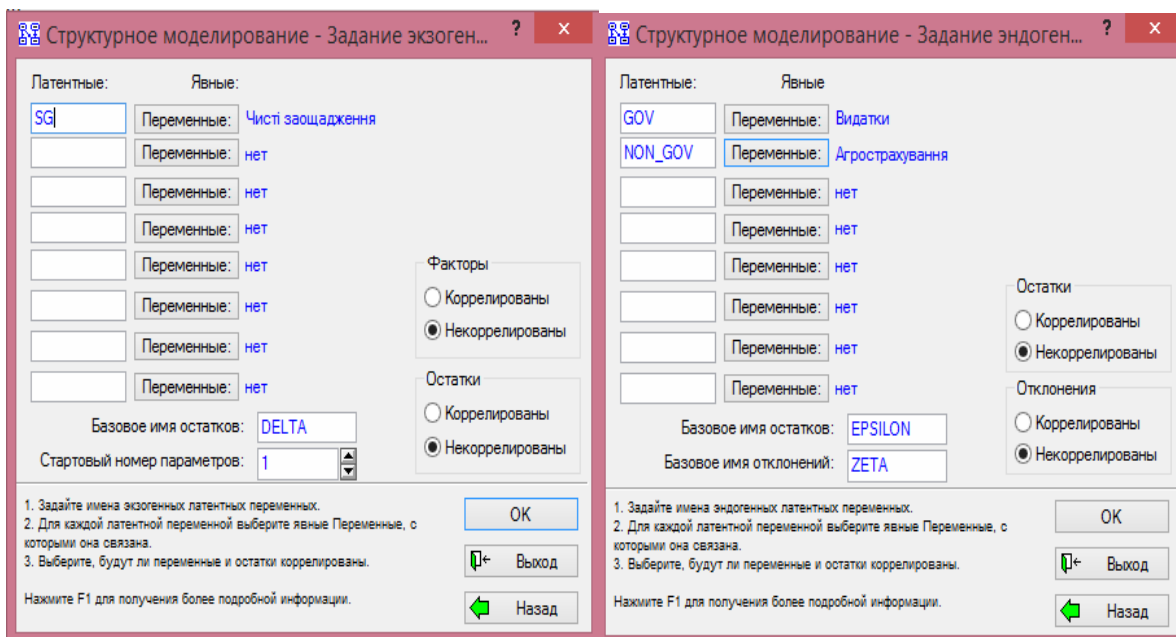 Структурное моделирование - Задание экзоген... ? x
Латентные: Явные:
SG Переменные: Чисті заощадження
Переменные: нет
Переменные: нет
Переменные: нет
Переменные: нет
Переменные: нет
Переменные: нет
Переменные: нет
Факторы
Коррелированы
Некоррелированы
Остатки
Коррелированы
Некоррелированы
Базовое имя остатков: DELTA
Стартовый номер параметров: 1
1. Задайте имена экзогенных латентных переменных.
2. Для каждой латентной переменной выберите явные Переменные, с
которыми она связана.
3. Выберите, будут ли переменные и остатки коррелированы.
Нажмите F1 для получения более подробной информации.
OK
Выход
Назад
Структурное моделирование - Задание эндоген... ? x
Латентные: Явные
GOV Переменные: Видатки
NON_GOV Переменные: Агрострахування
Переменные: нет
Переменные: нет
Переменные: нет
Переменные: нет
Переменные: нет
Переменные: нет
Остатки
Коррелированы
Некоррелированы
Отклонения
Коррелированы
Некоррелированы
Базовое имя остатков: EPSILON
Базовое имя отклонений: ZETA
1. Задайте имена эндогенных латентных переменных.
2. Для каждой латентной переменной выберите явные Переменные, с
которыми она связана.
3. Выберите, будут ли переменные и остатки коррелированы.
Нажмите F1 для получения более подробной информации.
OK
Выход
Назад